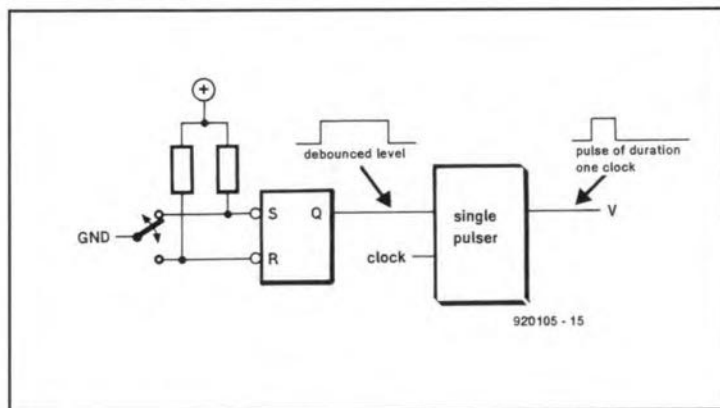 +
debounced level
pulse of duration
one clock
GND
S
Q
R
clock
single
pulser
V
920105 - 15